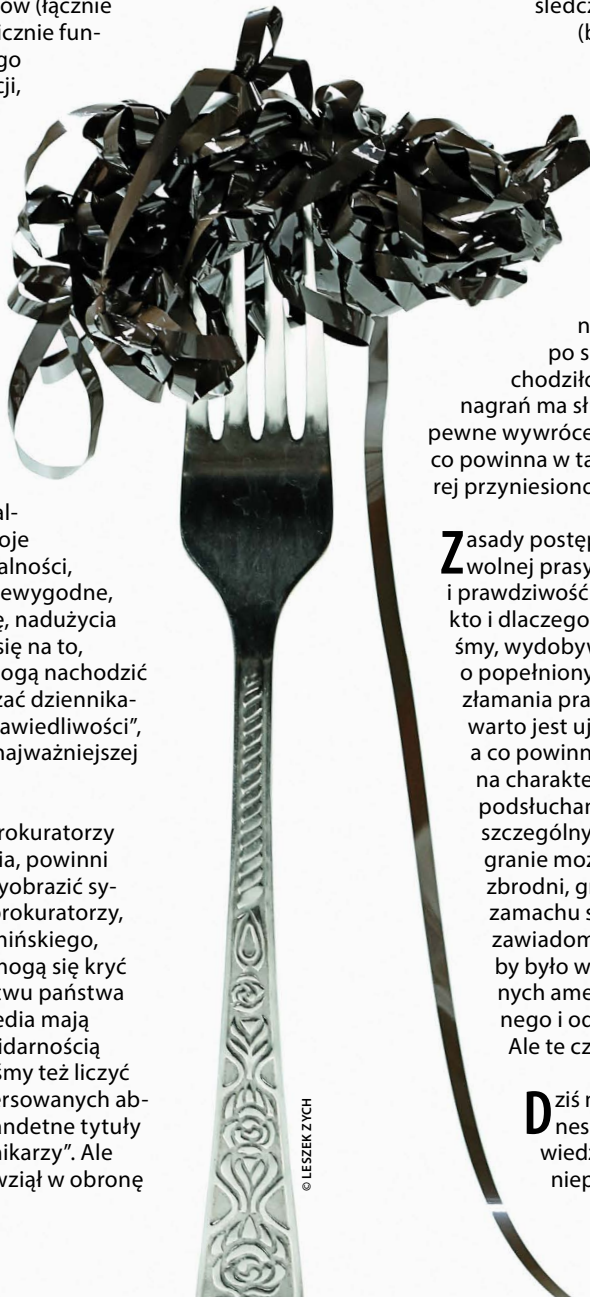 ów (łącznie
icznie fun-
go
cji,
al-
oje
alności,
ewygodne,
ę, nadużycia
się na to,
ogą nachodzić
zać dziennika-
awiedliwości”,
najważniejszej
rokuratorzy
ia, powinni
yobrazić sy-
prokuratorzy,
nińskiego,
mogą się kryć
twu państwa
edia mają
idarnością
śmy też liczyć
ersowanych ab-
andetne tytuły
nikarzy”. Ale
wziął w obronę
© LESZEK ZYCH
śledcz
(b
n
po s
chodziło
nagrań ma sł
pewne wywróce
co powinna w ta
rej przyniesiono
Zasady postęp
wolnej prasy
i prawdziwość
kto i dlaczego
śmy, wydobyw
o popełniony
złamania pra
warto jest uj
a co powinn
na charakte
podsłuchan
szczególny
granie moż
zbrodni, gr
zamachu s
zawiadom
by było w
nych ame
nego i od
Ale te cz
Dziś n
nes
wiedz
niep